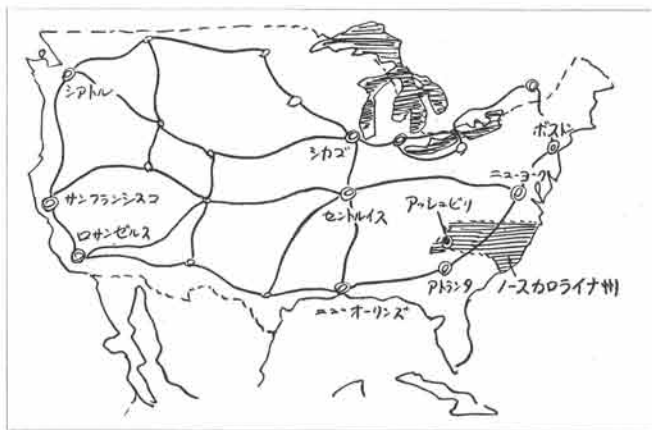 シアトル
シカゴ
ボストン
ニューヨーク
サンフランシスコ
セントルイス
アッシュビリ
ロサンゼルス
ニューオーリンズ
アトランタ
ノースカロライナ州